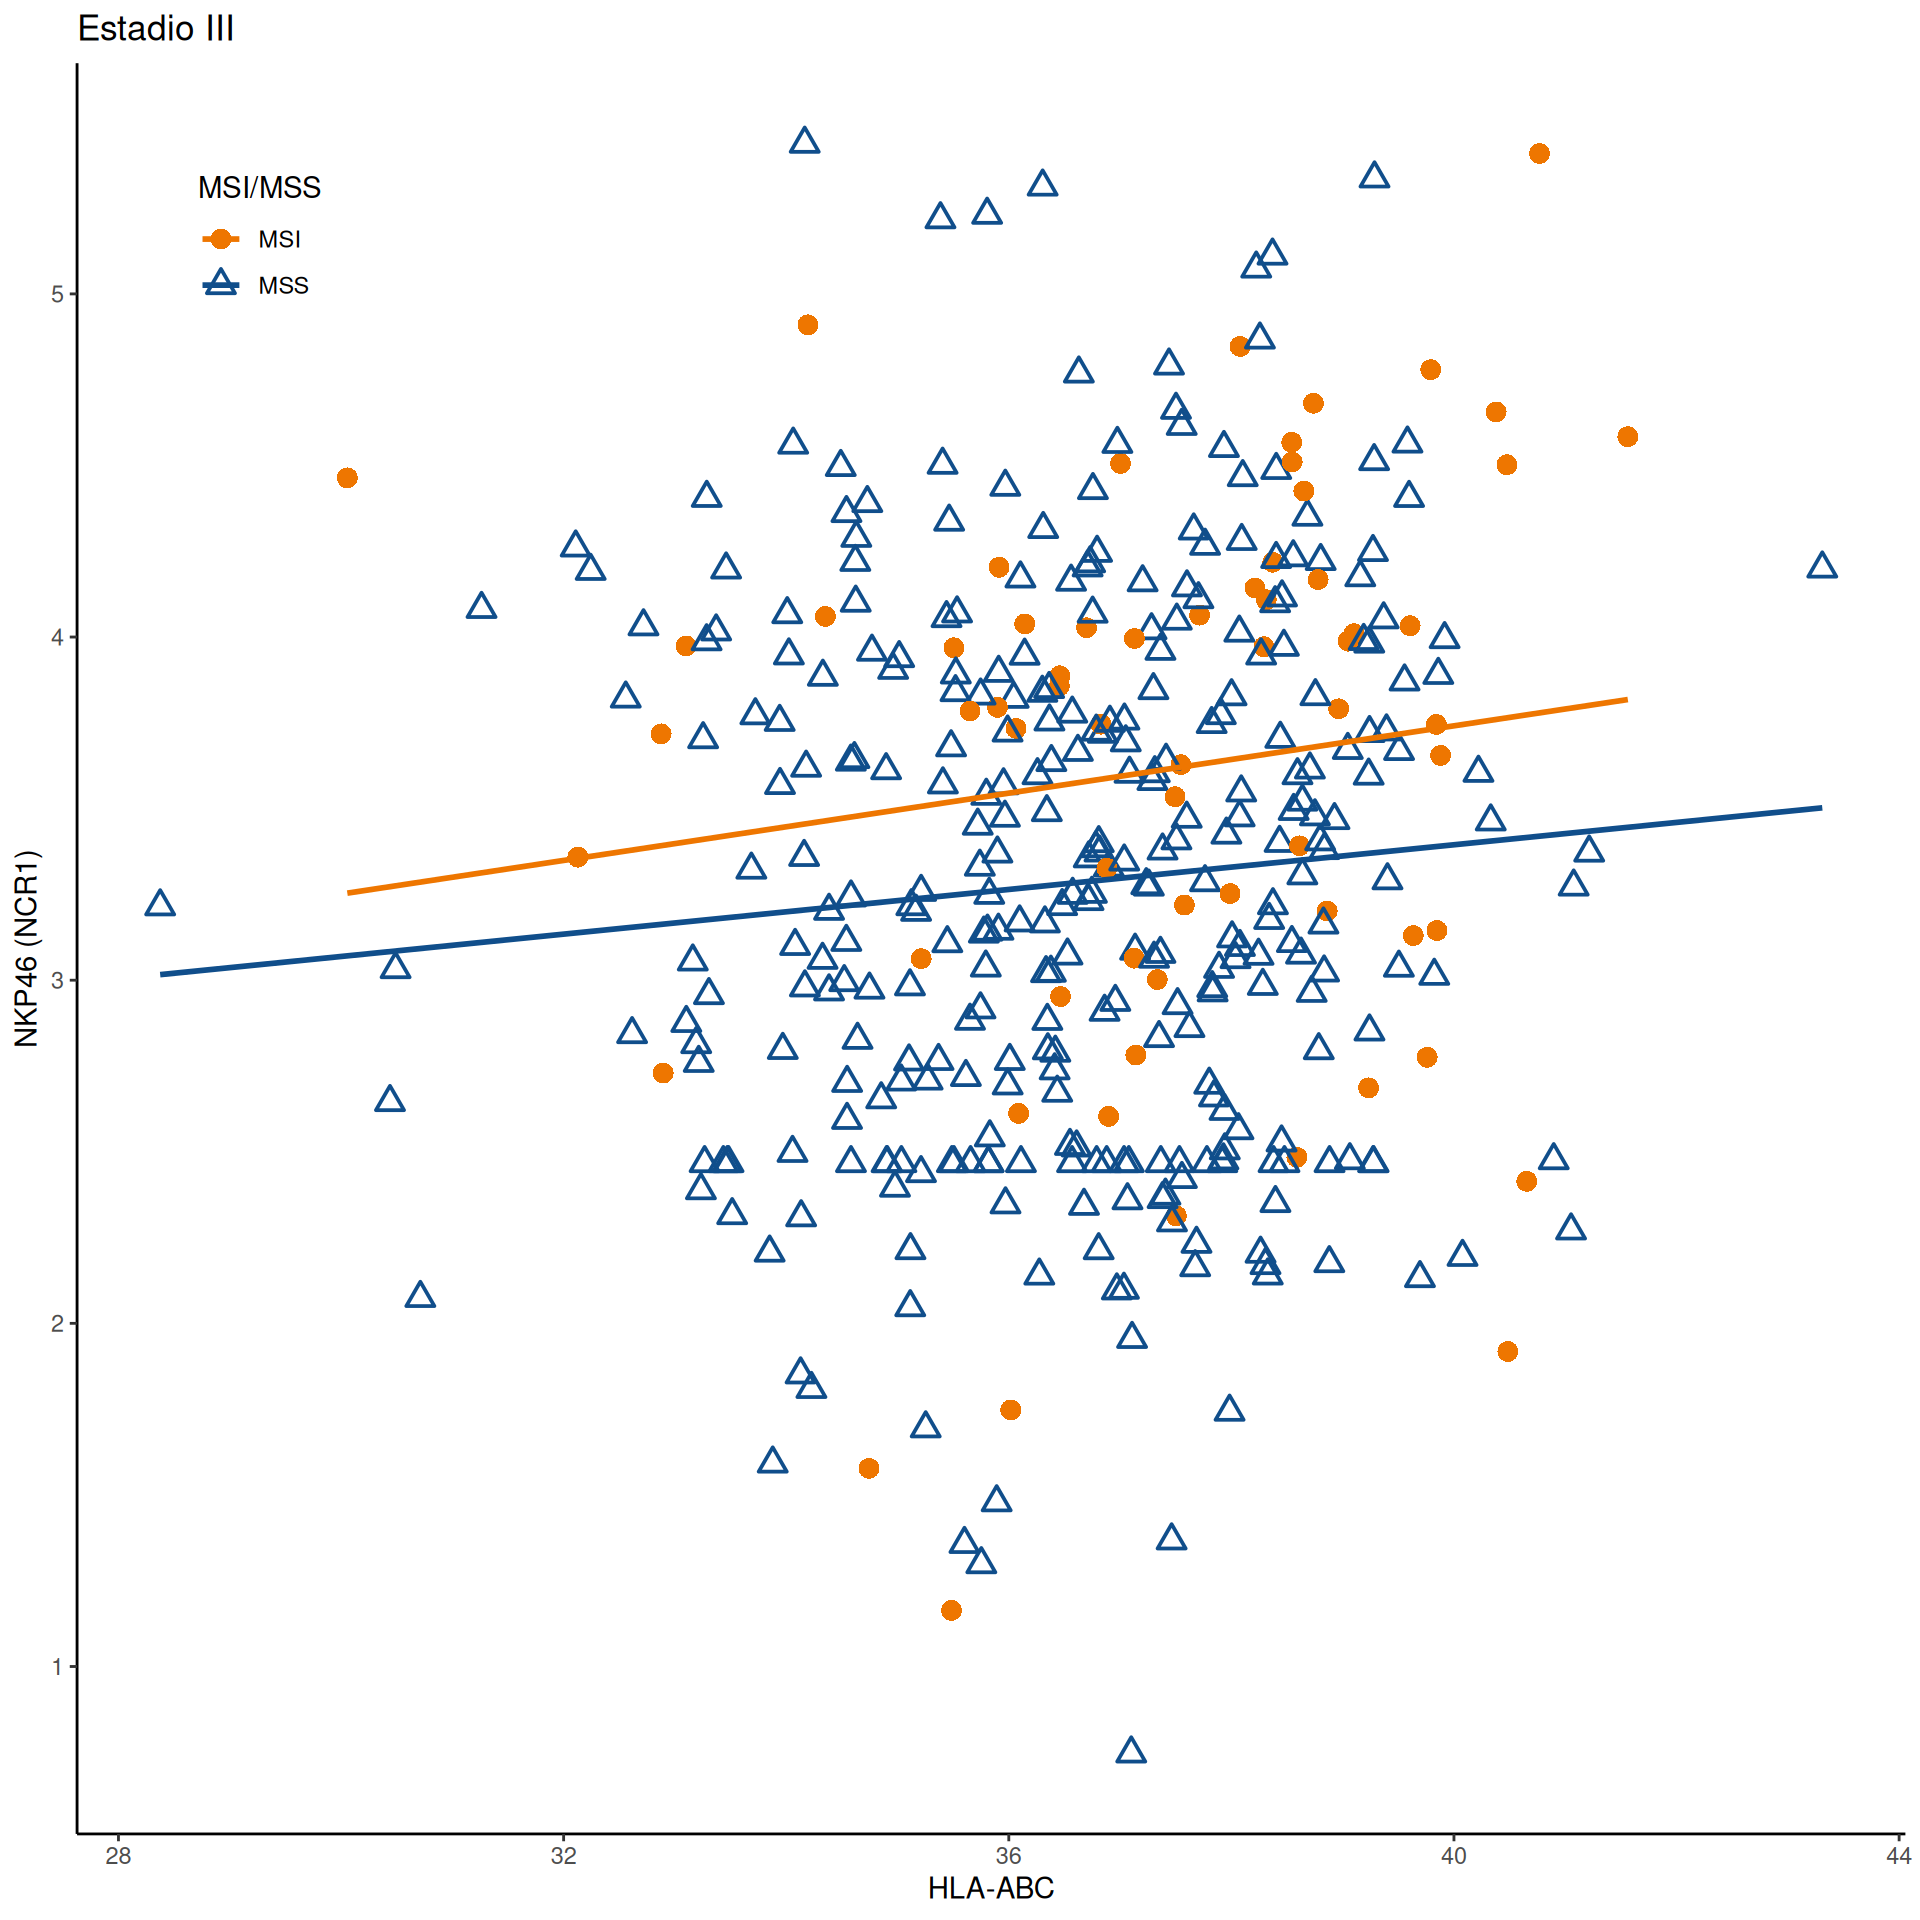 Estadio III
MSI/MSS
MSI
MSS
5
4
3
2
1
NKP46 (NCR1)
28
32
36
40
44
HLA-ABC